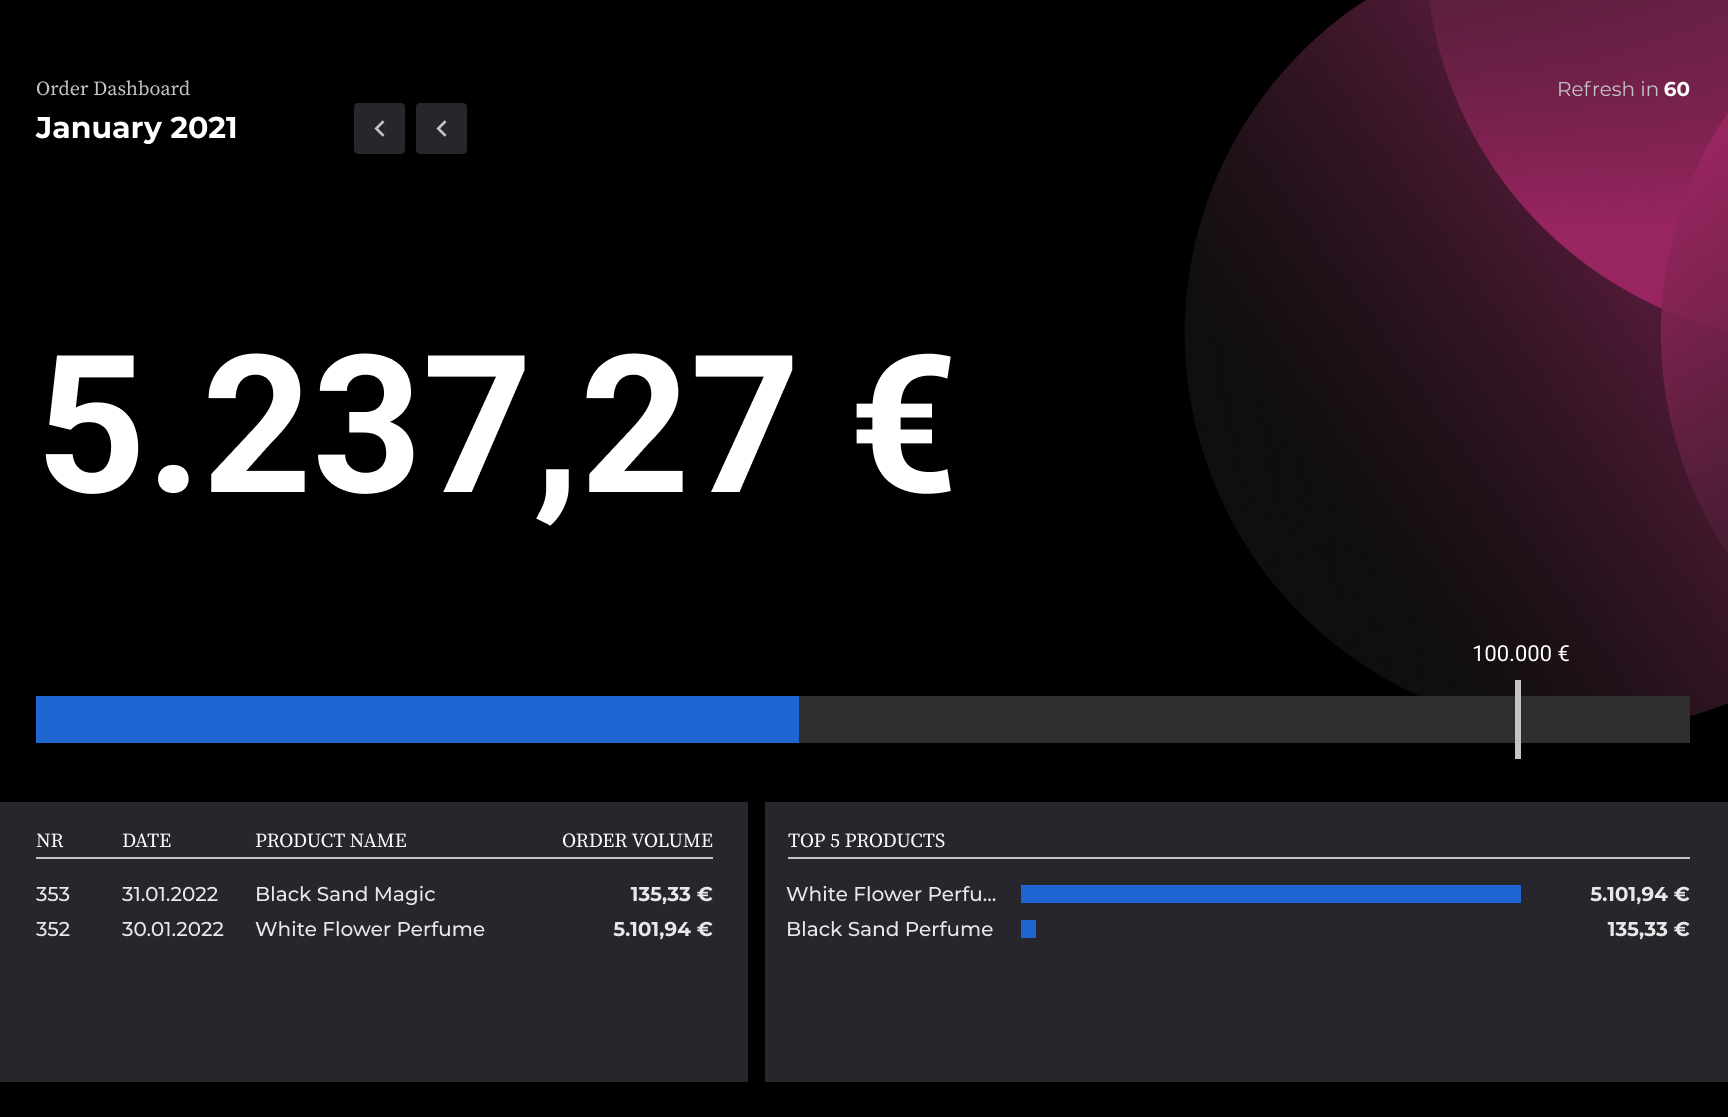 Order Dashboard
January 2021
Refresh in 60
5.237,27 €
100.000 €
NR DATE PRODUCT NAME ORDER VOLUME
353 31.01.2022 Black Sand Magic 135,33 €
352 30.01.2022 White Flower Perfume 5.101,94 €
TOP 5 PRODUCTS
White Flower Perfu... 5.101,94 €
Black Sand Perfume 135,33 €